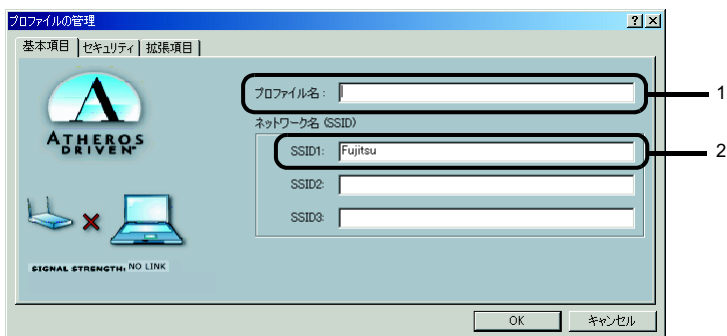 プロファイルの管理
基本項目 セキュリティ 拡張項目
プロファイル名： 1
ネットワーク名 (SSID)
SSID1: Fujitsu 2
SSID2:
SSID3:
ATHEROS
DRIVEN
SIGNAL STRENGTH: NO LINK
OK キャンセル